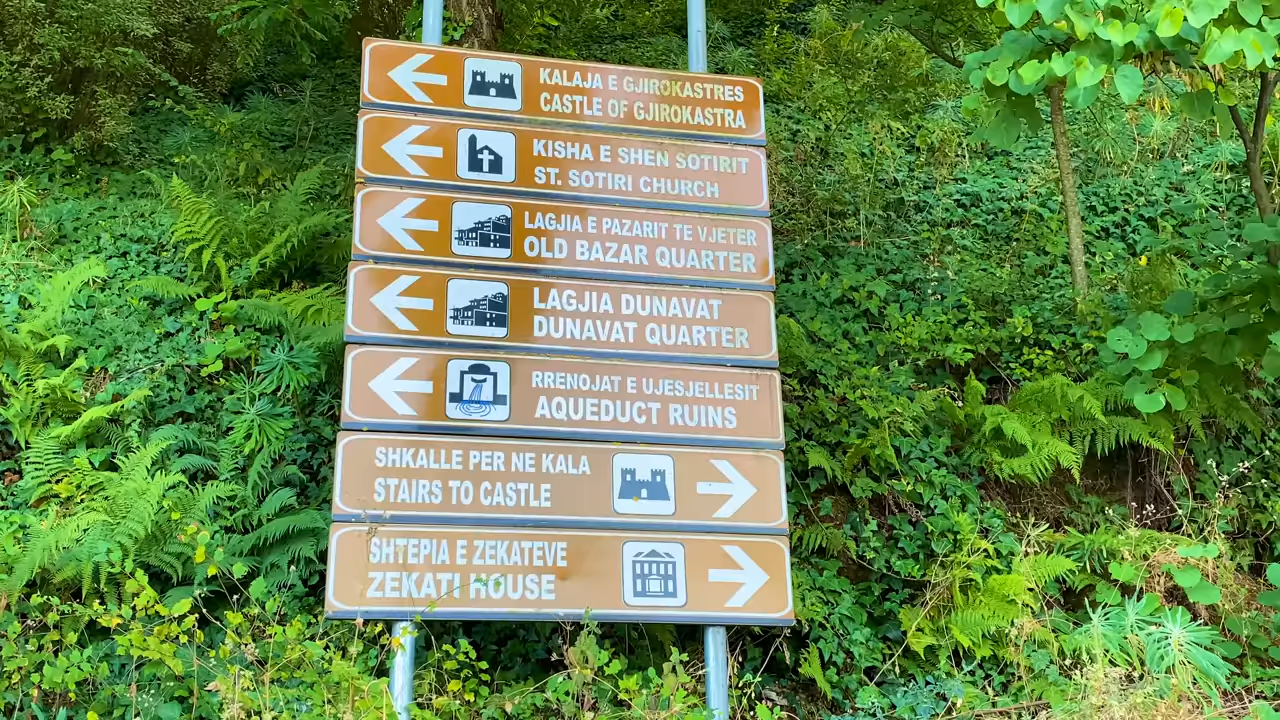 KALAJA E GJIROKASTRES
CASTLE OF GJIROKASTRA
KISHA E SHEN SOTIRIT
ST. SOTIRI CHURCH
LAGJIA E PAZARIT TE VJETER
OLD BAZAR QUARTER
LAGJIA DUNAVAT
DUNAVAT QUARTER
RRENOJAT E UJESJELLESIT
AQUEDUCT RUINS
SHKALLE PER NE KALA
STAIRS TO CASTLE
SHTEPIA E ZEKATEVE
ZEKATI HOUSE